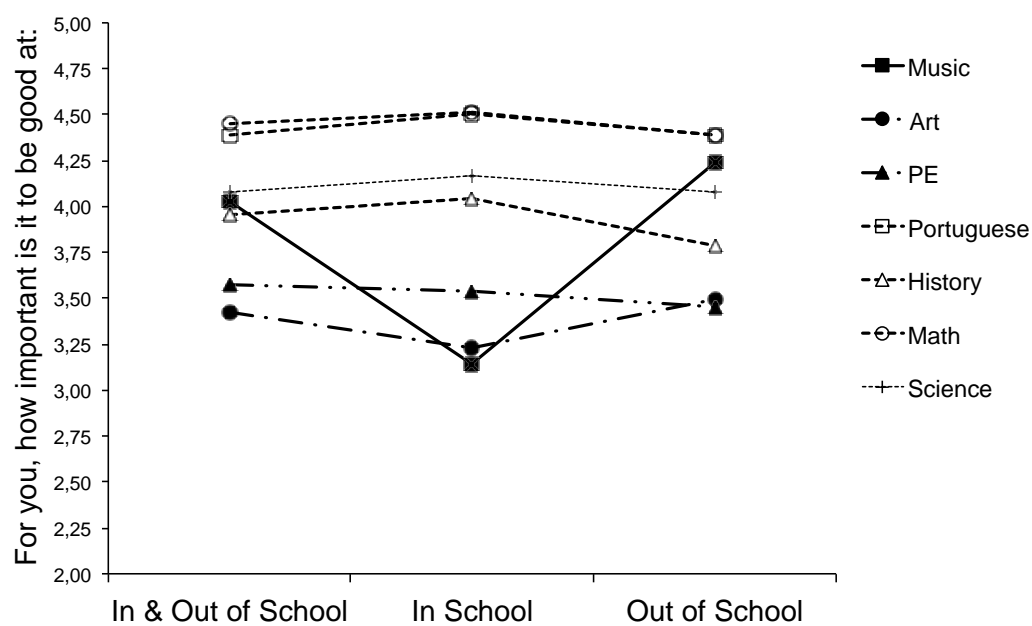 For you, how important is it to be good at:
5,00
4,75
4,50
4,25
4,00
3,75
3,50
3,25
3,00
2,75
2,50
2,25
2,00
In & Out of School
In School
Out of School
Music
Art
PE
Portuguese
History
Math
Science